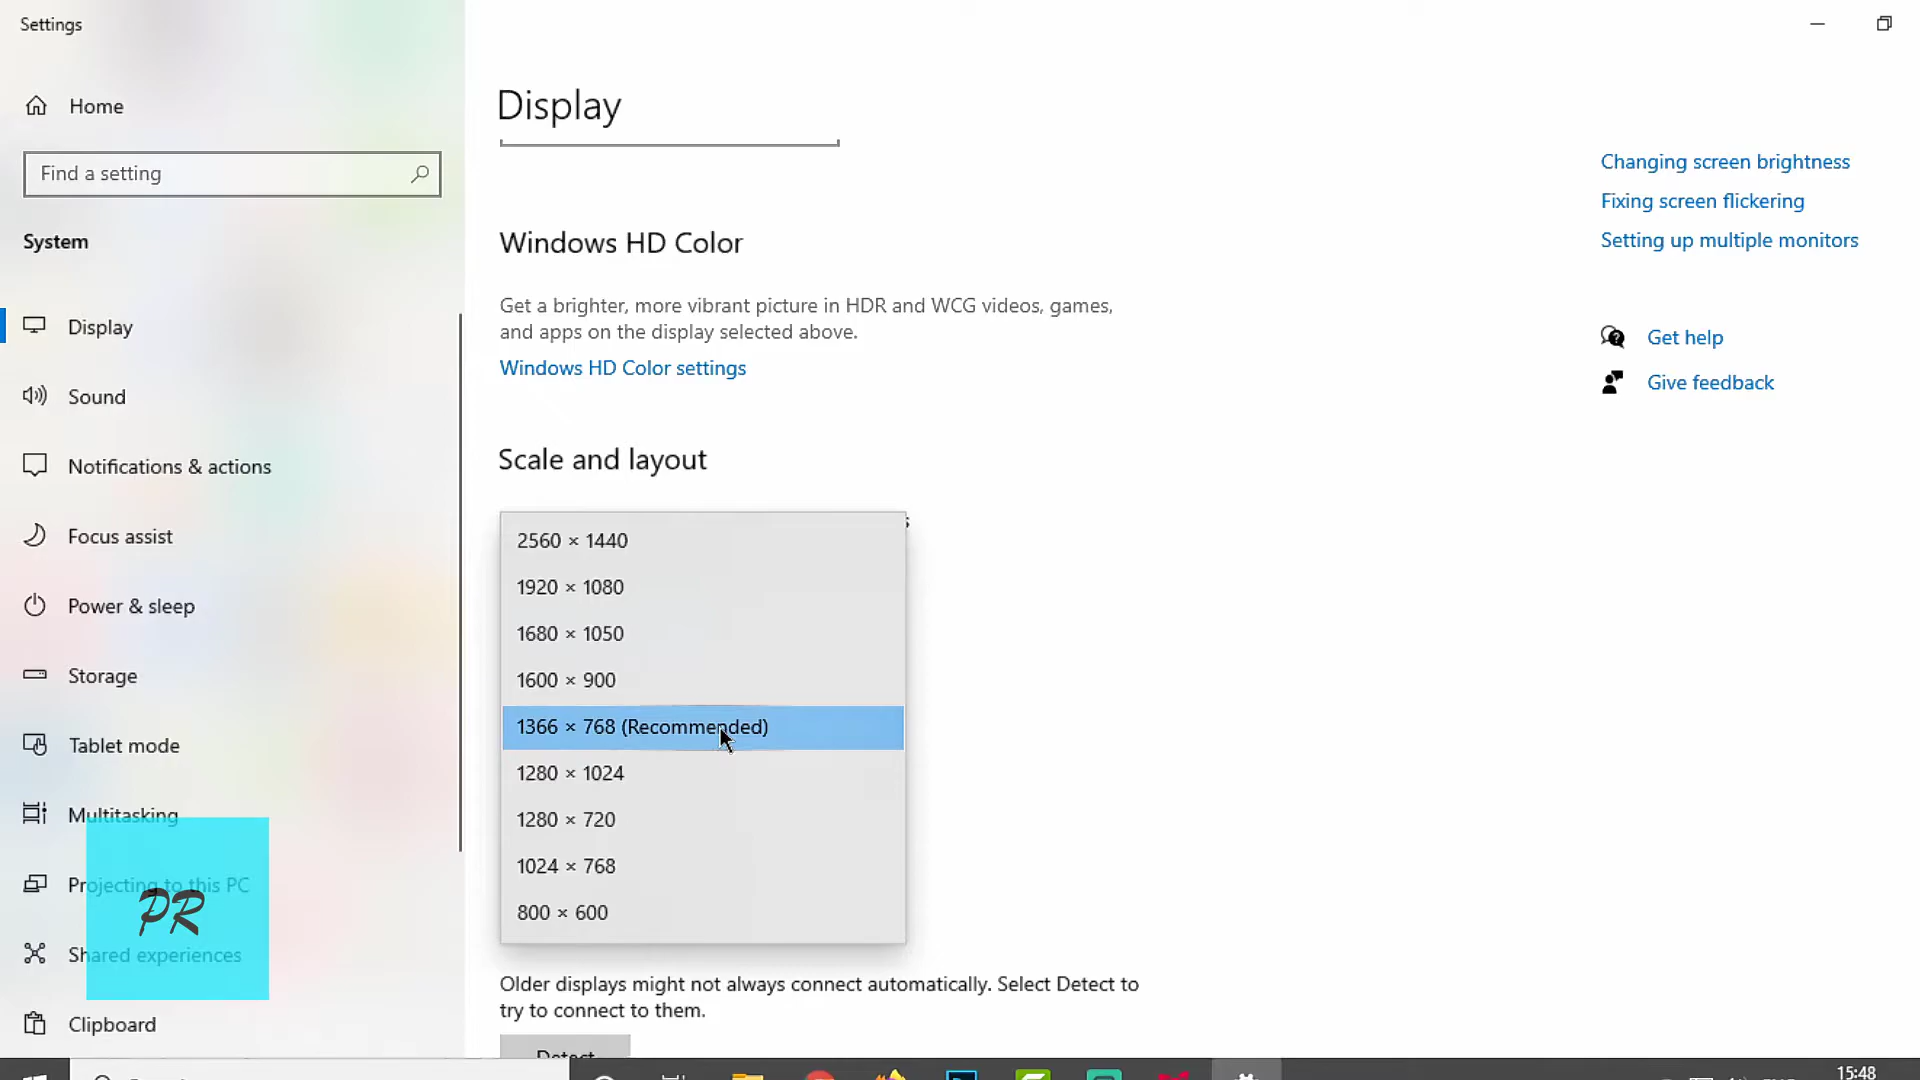 Settings
Home
Find a setting
System
Display
Sound
Notifications & actions
Focus assist
Power & sleep
Storage
Tablet mode
Multitasking
Projecting to this PC
PR
Shared experiences
Clipboard
Display
Windows HD Color
Get a brighter, more vibrant picture in HDR and WCG videos, games,
and apps on the display selected above.
Windows HD Color settings
Scale and layout
2560 × 1440
1920 × 1080
1680 × 1050
1600 × 900
1366 × 768 (Recommended)
1280 × 1024
1280 × 720
1024 × 768
800 × 600
Older displays might not always connect automatically. Select Detect to
try to connect to them.
Detect
Changing screen brightness
Fixing screen flickering
Setting up multiple monitors
Get help
Give feedback
15:48